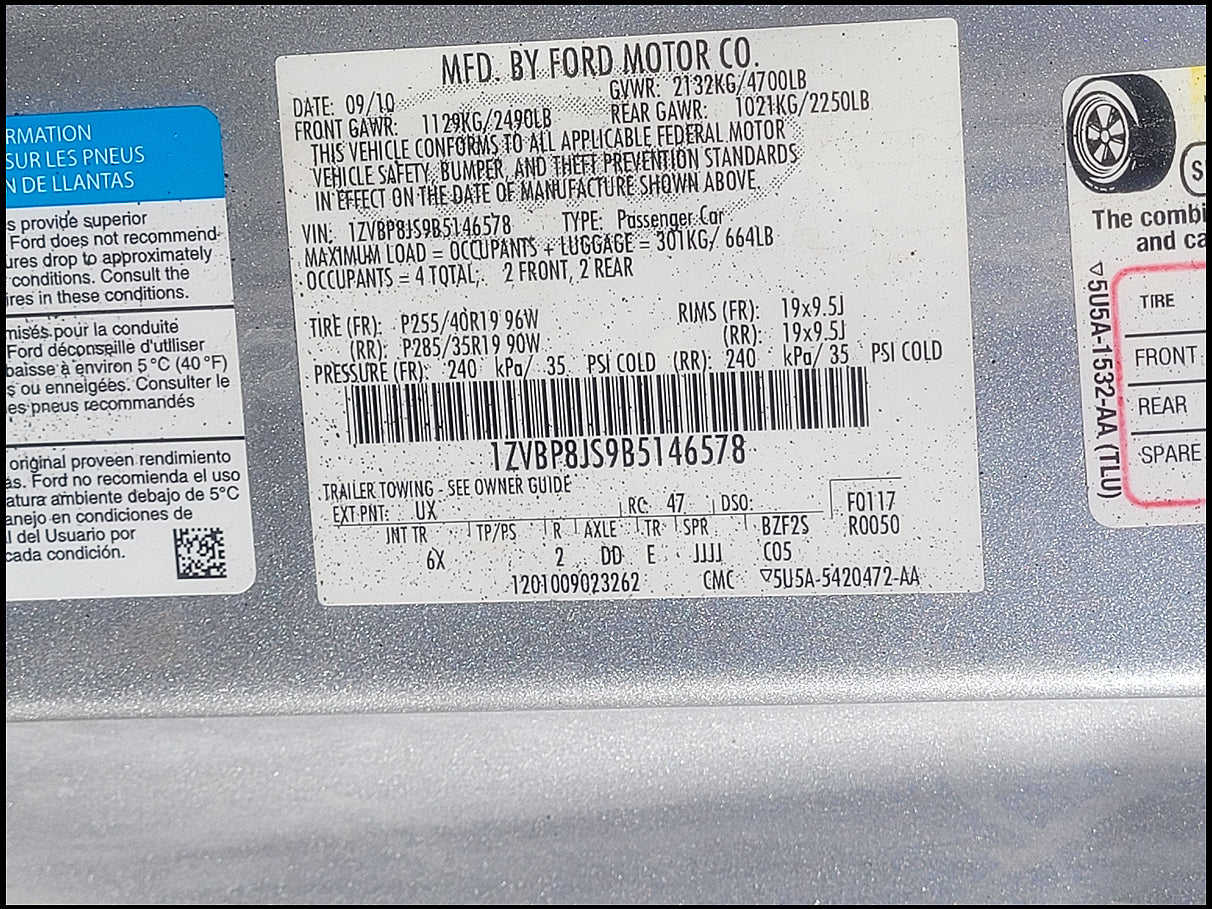 RMATION
SUR LES PNEUS
N DE LLANTAS
s provide superior
Ford does not recommend
ures drop to approximately
conditions. Consult the
ires in these conditions.
misés pour la conduite
Ford déconseille d'utiliser
baisse à environ 5 °C (40 °F)
s ou enneigées. Consulter le
es pneus recommandés
original proveen rendimiento
as. Ford no recomienda el uso
atura ambiente debajo de 5°C
anejo en condiciones de
l del Usuario por
cada condición.
MFD. BY FORD MOTOR CO.
DATE: 09/10 GVWR: 2132KG/4700LB
FRONT GAWR: 1129KG/2490LB REAR GAWR: 1021KG/2250LB
THIS VEHICLE CONFORMS TO ALL APPLICABLE FEDERAL MOTOR
VEHICLE SAFETY, BUMPER, AND THEFT PREVENTION STANDARDS
IN EFFECT ON THE DATE OF MANUFACTURE SHOWN ABOVE.
VIN: 1ZVBP8JS9B5146578 TYPE: Passenger Car
MAXIMUM LOAD = OCCUPANTS + LUGGAGE = 301KG/ 664LB
OCCUPANTS = 4 TOTAL, 2 FRONT, 2 REAR
TIRE (FR): P255/40R19 96W RIMS (FR): 19x9.5J
(RR): P285/35R19 90W (RR): 19x9.5J
PRESSURE (FR): 240 kPa/ 35 PSI COLD (RR): 240 kPa/ 35 PSI COLD
1ZVBP8JS9B5146578
TRAILER TOWING - SEE OWNER GUIDE
EXT PNT: UX RC: 47 DSO: F0117
INT TR TP/PS R AXLE TR SPR BZF2S R0050
6X 2 DD E JJJJ C05
1201009023262 CMC ▽5U5A-5420472-AA
S
The combi
and ca
▽5U5A-1532-AA (TLU)
TIRE
FRONT
REAR
SPARE